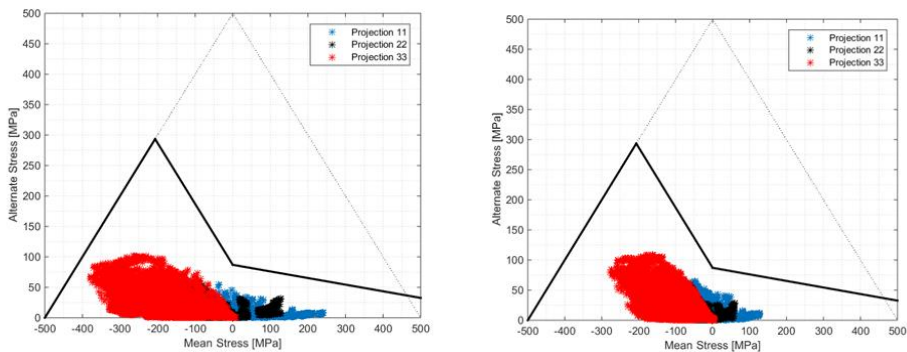 500
450
400
350
300
250
200
150
100
50
0
Alternate Stress [MPa]
Projection 11
Projection 22
Projection 33
-500 -400 -300 -200 -100 0 100 200 300 400 500
Mean Stress [MPa]
500
450
400
350
300
250
200
150
100
50
0
Alternate Stress [MPa]
Projection 11
Projection 22
Projection 33
-500 -400 -300 -200 -100 0 100 200 300 400 500
Mean Stress [MPa]